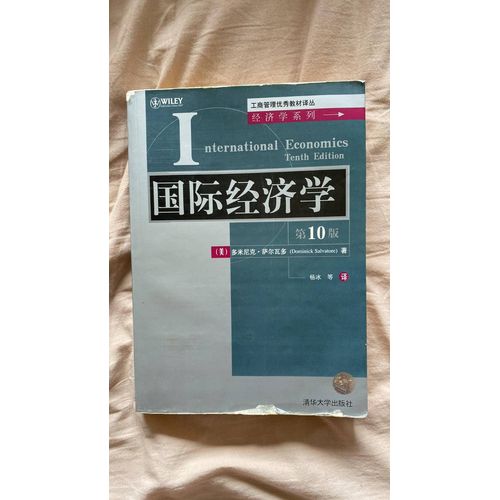 WILEY
工商管理优秀教材译丛
经济学系列
International Economics
Tenth Edition
国际经济学
第10版
(美) 多米尼克·萨尔瓦多 (Dominick Salvatore) 著
杨冰 等 译
清华大学出版社